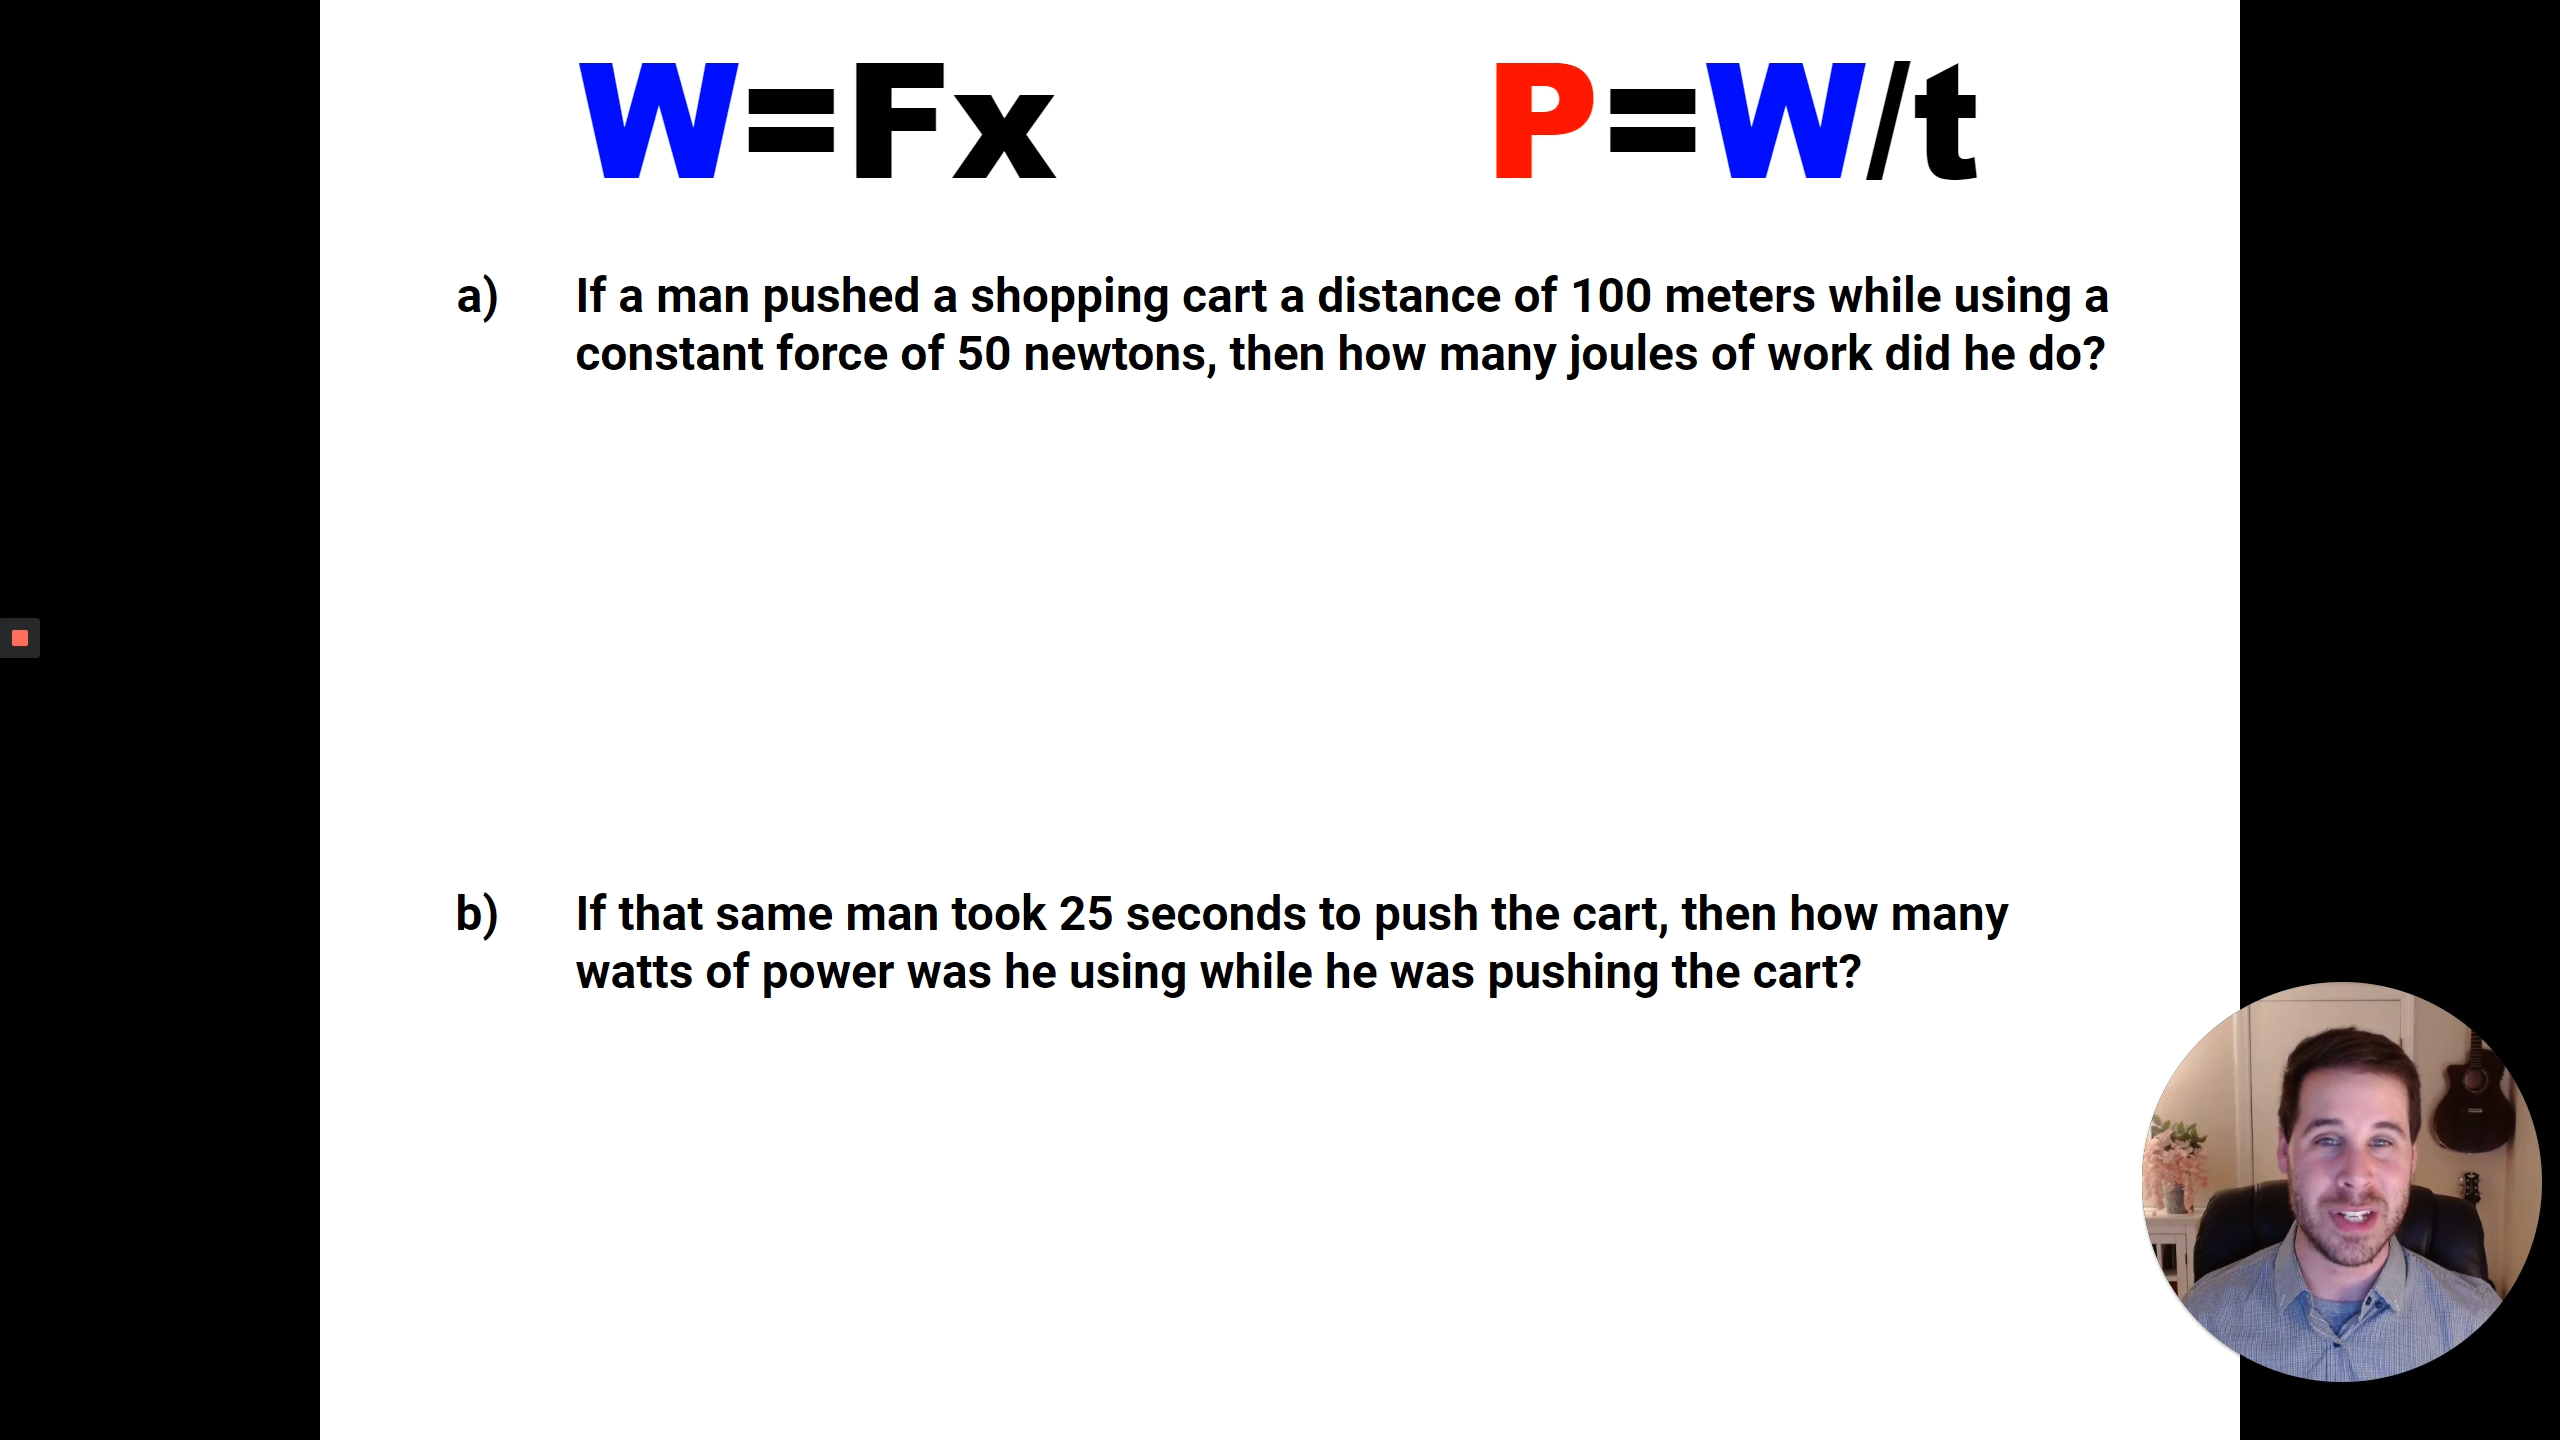 W=Fx
P=W/t
a) If a man pushed a shopping cart a distance of 100 meters while using a
constant force of 50 newtons, then how many joules of work did he do?
b) If that same man took 25 seconds to push the cart, then how many
watts of power was he using while he was pushing the cart?